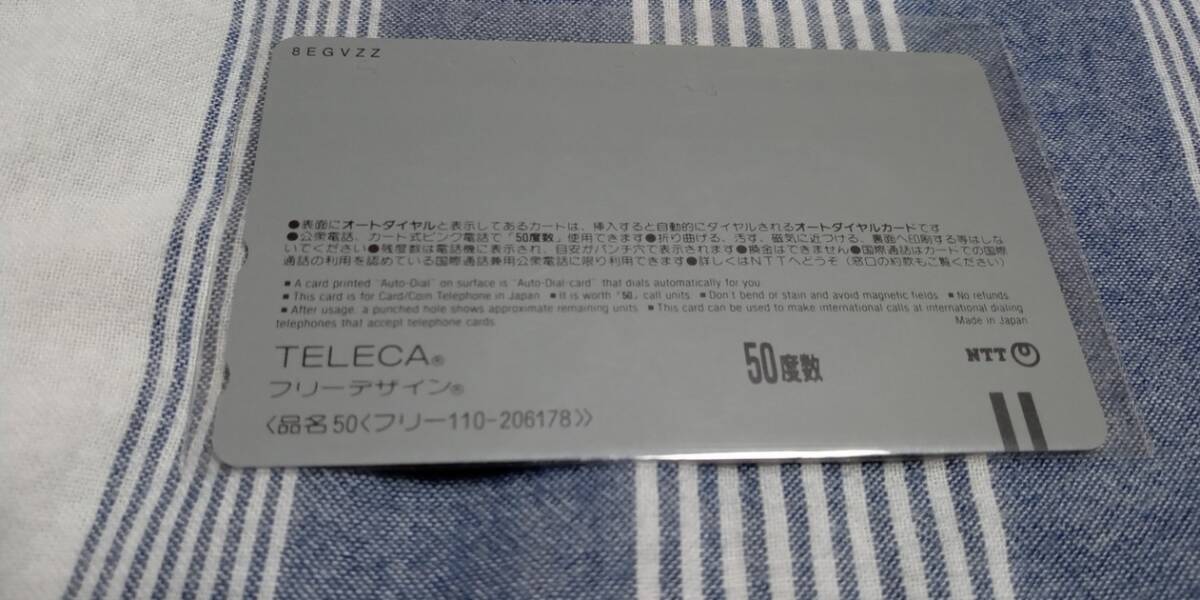 8EGVZZ
●表面にオートダイヤルと表示してあるカードは、挿入すると自動的にダイヤルされるオートダイヤルカードです
●公衆電話、カード式ピンク電話で「50度数」使用できます●折り曲げる、汚す、磁気に近づける、裏面へ印刷する等はしな
いでください●残度数は電話機に表示され、目安がパンチ穴で表示されます●換金はできません●国際通話はカードでの国際
通話の利用を認めている国際通話兼用公衆電話に限り利用できます●詳しくはNTTへどうぞ（窓口の約款もご覧ください）
■ A card printed "Auto-Dial" on surface is "Auto-Dial-card" that dials automatically for you
■ This card is for Card/Coin Telephone in Japan ■ It is worth「50」call units ■ Don't bend or stain and avoid magnetic fields ■ No refunds
■ After usage, a punched hole shows approximate remaining units ■ This card can be used to make international calls at international dialing
telephones that accept telephone cards
Made in Japan
TELECA®
フリーデザイン®
50度数
NTT
〈品名50〈フリー110-206178〉〉